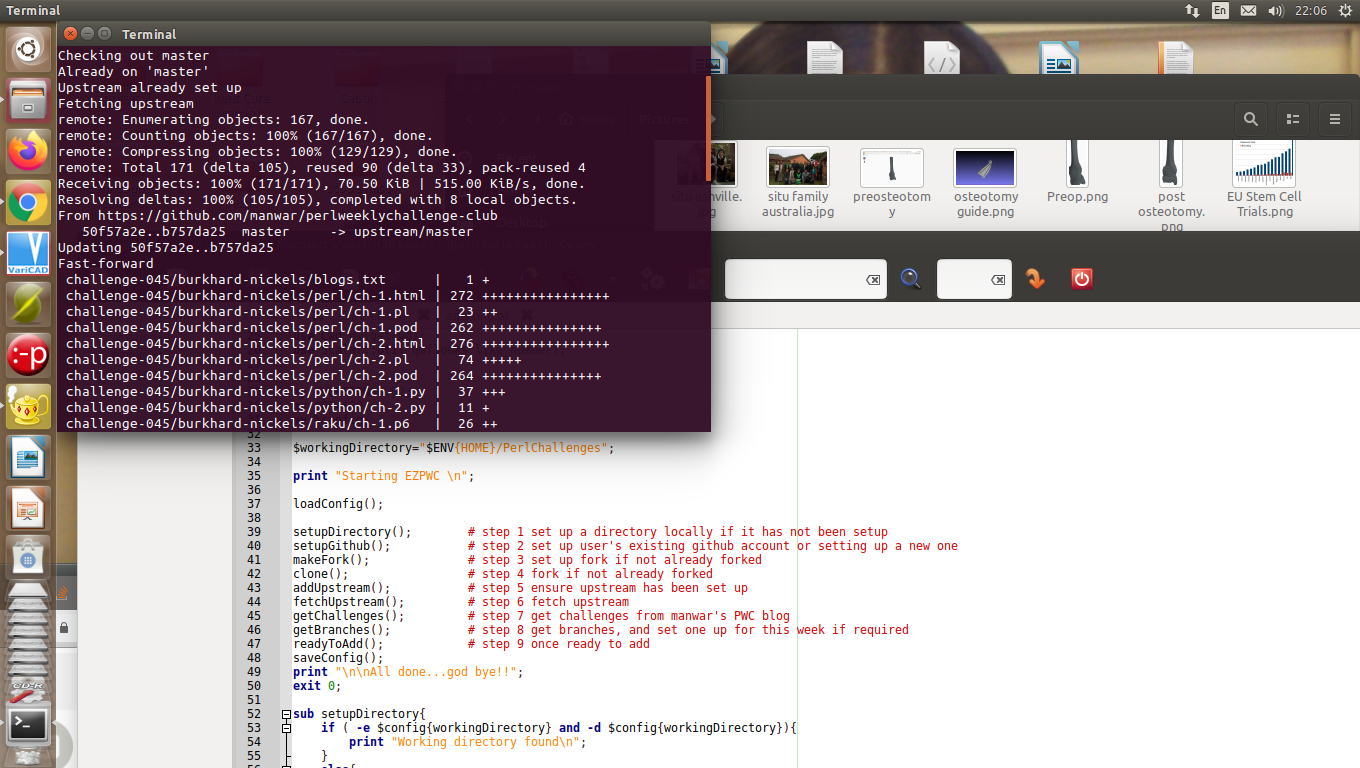 Terminal
En
22:06
Terminal
Checking out master
Already on 'master'
Upstream already set up
Fetching upstream
remote: Enumerating objects: 167, done.
remote: Counting objects: 100% (167/167), done.
remote: Compressing objects: 100% (129/129), done.
remote: Total 171 (delta 105), reused 90 (delta 33), pack-reused 4
Receiving objects: 100% (171/171), 70.50 KiB | 515.00 KiB/s, done.
Resolving deltas: 100% (105/105), completed with 8 local objects.
From https://github.com/manwar/perlweeklychallenge-club
   50f57a2e..b757da25  master     -> upstream/master
Updating 50f57a2e..b757da25
Fast-forward
 challenge-045/burkhard-nickels/blogs.txt      |   1 +
 challenge-045/burkhard-nickels/perl/ch-1.html | 272 ++++++++++++++++
 challenge-045/burkhard-nickels/perl/ch-1.pl   |  23 ++
 challenge-045/burkhard-nickels/perl/ch-1.pod  | 262 +++++++++++++++
 challenge-045/burkhard-nickels/perl/ch-2.html | 276 ++++++++++++++++
 challenge-045/burkhard-nickels/perl/ch-2.pl   |  74 +++++
 challenge-045/burkhard-nickels/perl/ch-2.pod  | 264 +++++++++++++++
 challenge-045/burkhard-nickels/python/ch-1.py |  37 +++
 challenge-045/burkhard-nickels/python/ch-2.py |  11 +
 challenge-045/burkhard-nickels/raku/ch-1.p6   |  26 ++
Pictures
situ family
australia.jpg
preosteotom
y
osteotomy
guide.png
Preop.png
post
osteotomy.
png
EU Stem Cell
Trials.png
VariCAD
:-p
CD-R
32
33 $workingDirectory="$ENV{HOME}/PerlChallenges";
34
35 print "Starting EZPWC \n";
36
37 loadConfig();
38
39 setupDirectory();        # step 1 set up a directory locally if it has not been setup
40 setupGithub();           # step 2 set up user's existing github account or setting up a new one
41 makeFork();              # step 3 set up fork if not already forked
42 clone();                 # step 4 fork if not already forked
43 addUpstream();           # step 5 ensure upstream has been set up
44 fetchUpstream();         # step 6 fetch upstream
45 getChallenges();         # step 7 get challenges from manwar's PWC blog
46 getBranches();           # step 8 get branches, and set one up for this week if required
47 readyToAdd();            # step 9 once ready to add
48 saveConfig();
49 print "\n\nAll done...god bye!!";
50 exit 0;
51
52 sub setupDirectory{
53     if ( -e $config{workingDirectory} and -d $config{workingDirectory}){
54         print "Working directory found\n";
55     }
56     else{